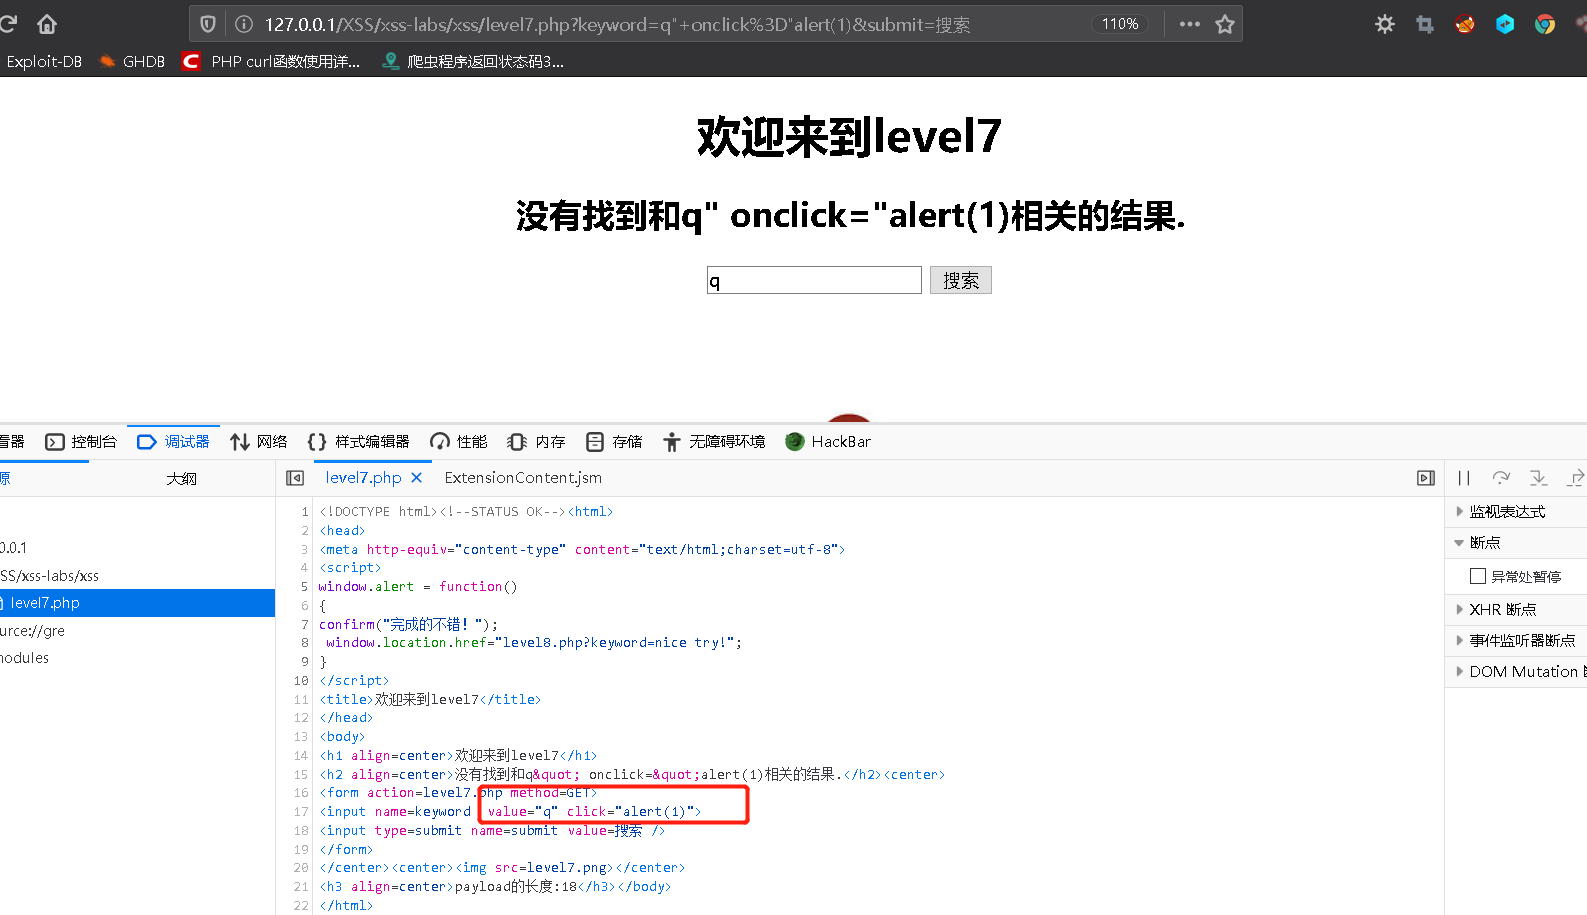 127.0.0.1/XSS/xss-labs/xss/level7.php?keyword=q"+onclick%3D"alert(1)&submit=搜索 110%
Exploit-DB GHDB PHP curl函数使用详... 爬虫程序返回状态码3...
欢迎来到level7
没有找到和q" onclick="alert(1)相关的结果.
q 搜索
看器 控制台 调试器 网络 样式编辑器 性能 内存 存储 无障碍环境 HackBar
源 大纲 level7.php ExtensionContent.jsm
1 <!DOCTYPE html><!--STATUS OK--><html>
2 <head>
3 <meta http-equiv="content-type" content="text/html;charset=utf-8">
4 <script>
5 window.alert = function()
6 {
7 confirm("完成的不错！");
8 window.location.href="level8.php?keyword=nice try!";
9 }
10 </script>
11 <title>欢迎来到level7</title>
12 </head>
13 <body>
14 <h1 align=center>欢迎来到level7</h1>
15 <h2 align=center>没有找到和q&quot; onclick=&quot;alert(1)相关的结果.</h2><center>
16 <form action=level7.php method=GET>
17 <input name=keyword  value="q" click="alert(1)">
18 <input type=submit name=submit value=搜索 />
19 </form>
20 </center><center><img src=level7.png></center>
21 <h3 align=center>payload的长度:18</h3></body>
22 </html>
0.0.1
SS/xss-labs/xss
level7.php
urce://gre
modules
监视表达式
断点
异常处暂停
XHR 断点
事件监听器断点
DOM Mutation